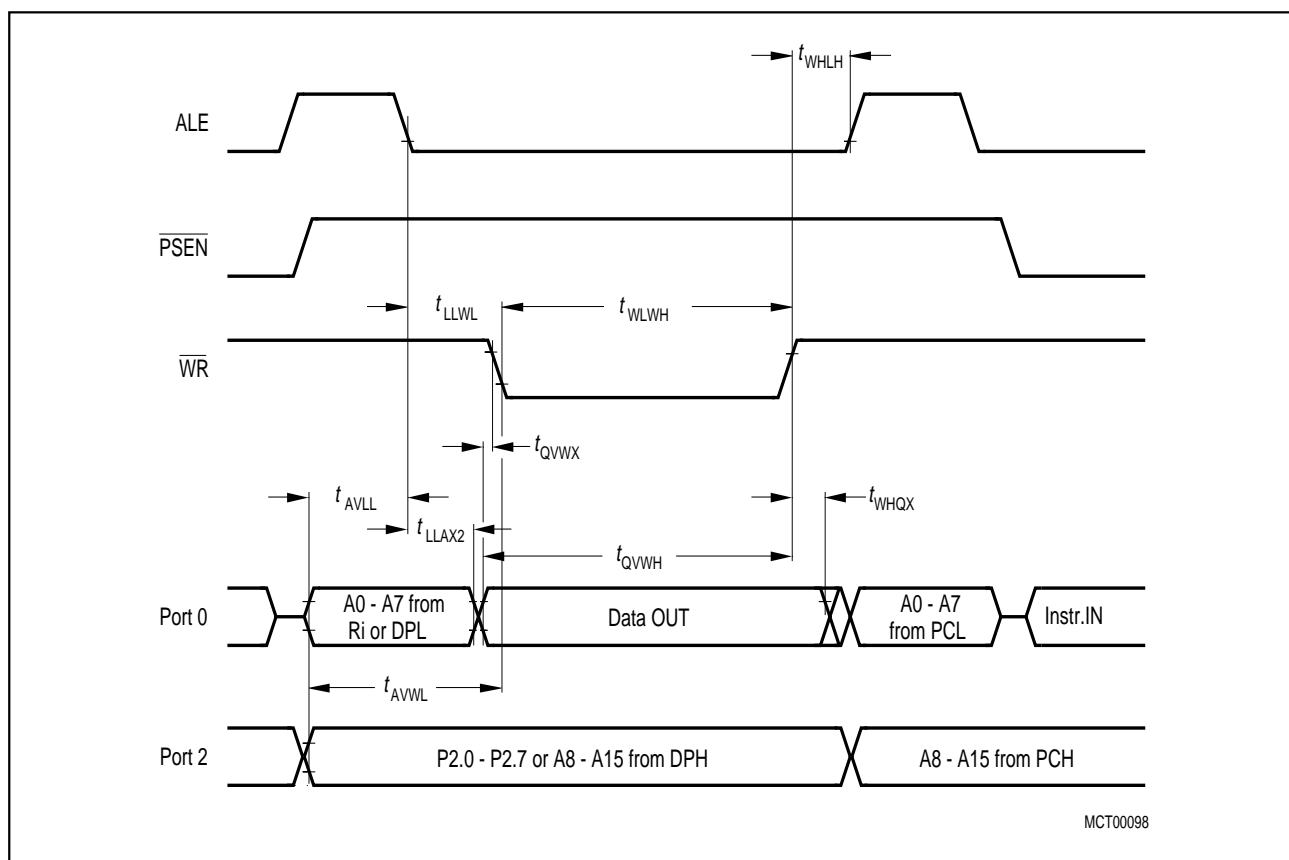 tWHLH
ALE
PSEN
tLLWL
tWLWH
WR
tQVWX
tAVLL
tWHQX
tLLAX2
tQVWH
Port 0
A0 - A7 from
Ri or DPL
Data OUT
A0 - A7
from PCL
Instr.IN
tAVWL
Port 2
P2.0 - P2.7 or A8 - A15 from DPH
A8 - A15 from PCH
MCT00098